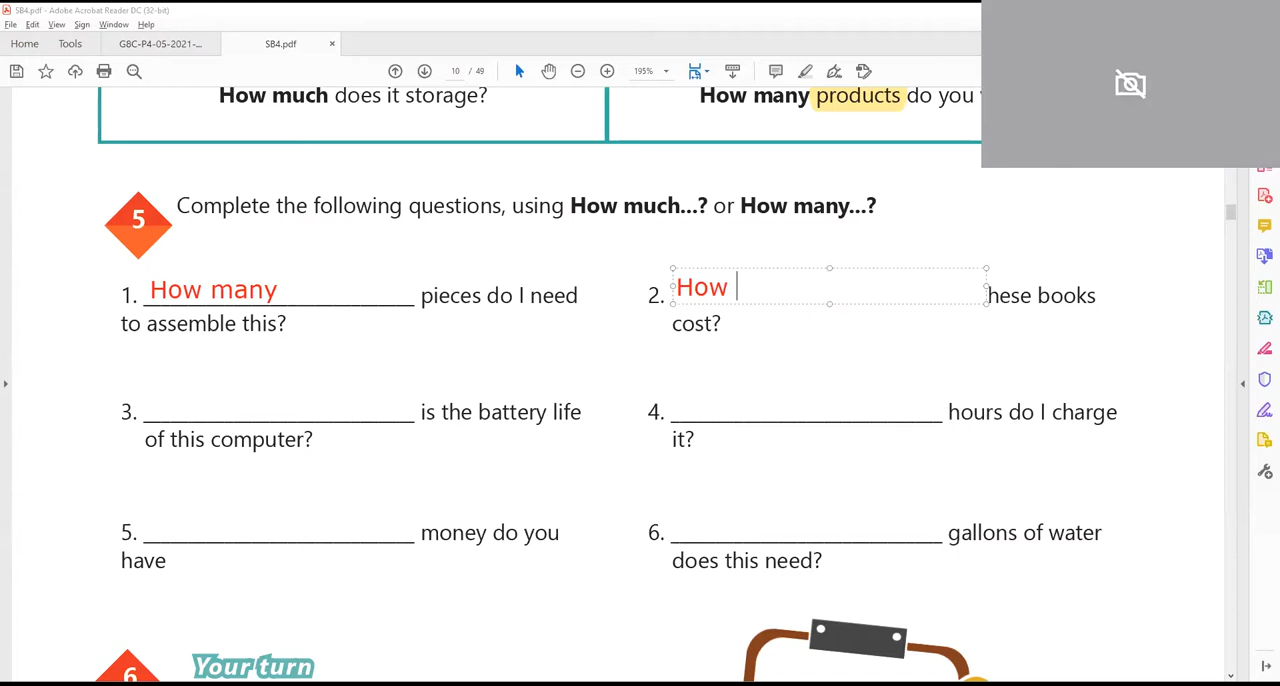 SB4.pdf - Adobe Acrobat Reader DC (32-bit)
File Edit View Sign Window Help
Home Tools G8C-P4-05-2021-... SB4.pdf ×
10 / 49 195%
How much does it storage?
How many products do you
5 Complete the following questions, using How much...? or How many...?
1. How many pieces do I need
to assemble this?
2. How hese books
cost?
3. ________________________ is the battery life
of this computer?
4. ________________________ hours do I charge
it?
5. ________________________ money do you
have
6. ________________________ gallons of water
does this need?
6 Your turn